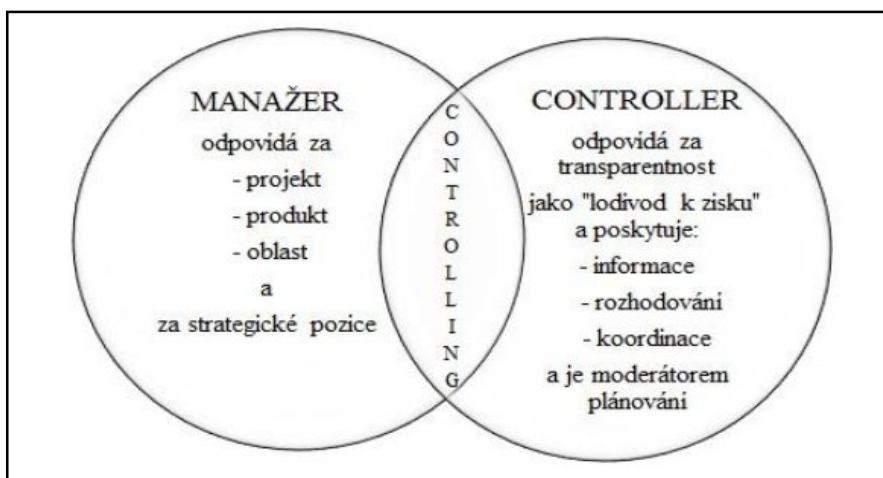 MANAŽER
odpovídá za
- projekt
- produkt
- oblast
a
za strategické pozice
CONTROLLING
CONTROLLER
odpovídá za
transparentnost
jako "lodivod k zisku"
a poskytuje:
- informace
- rozhodování
- koordinace
a je moderátorem
plánování